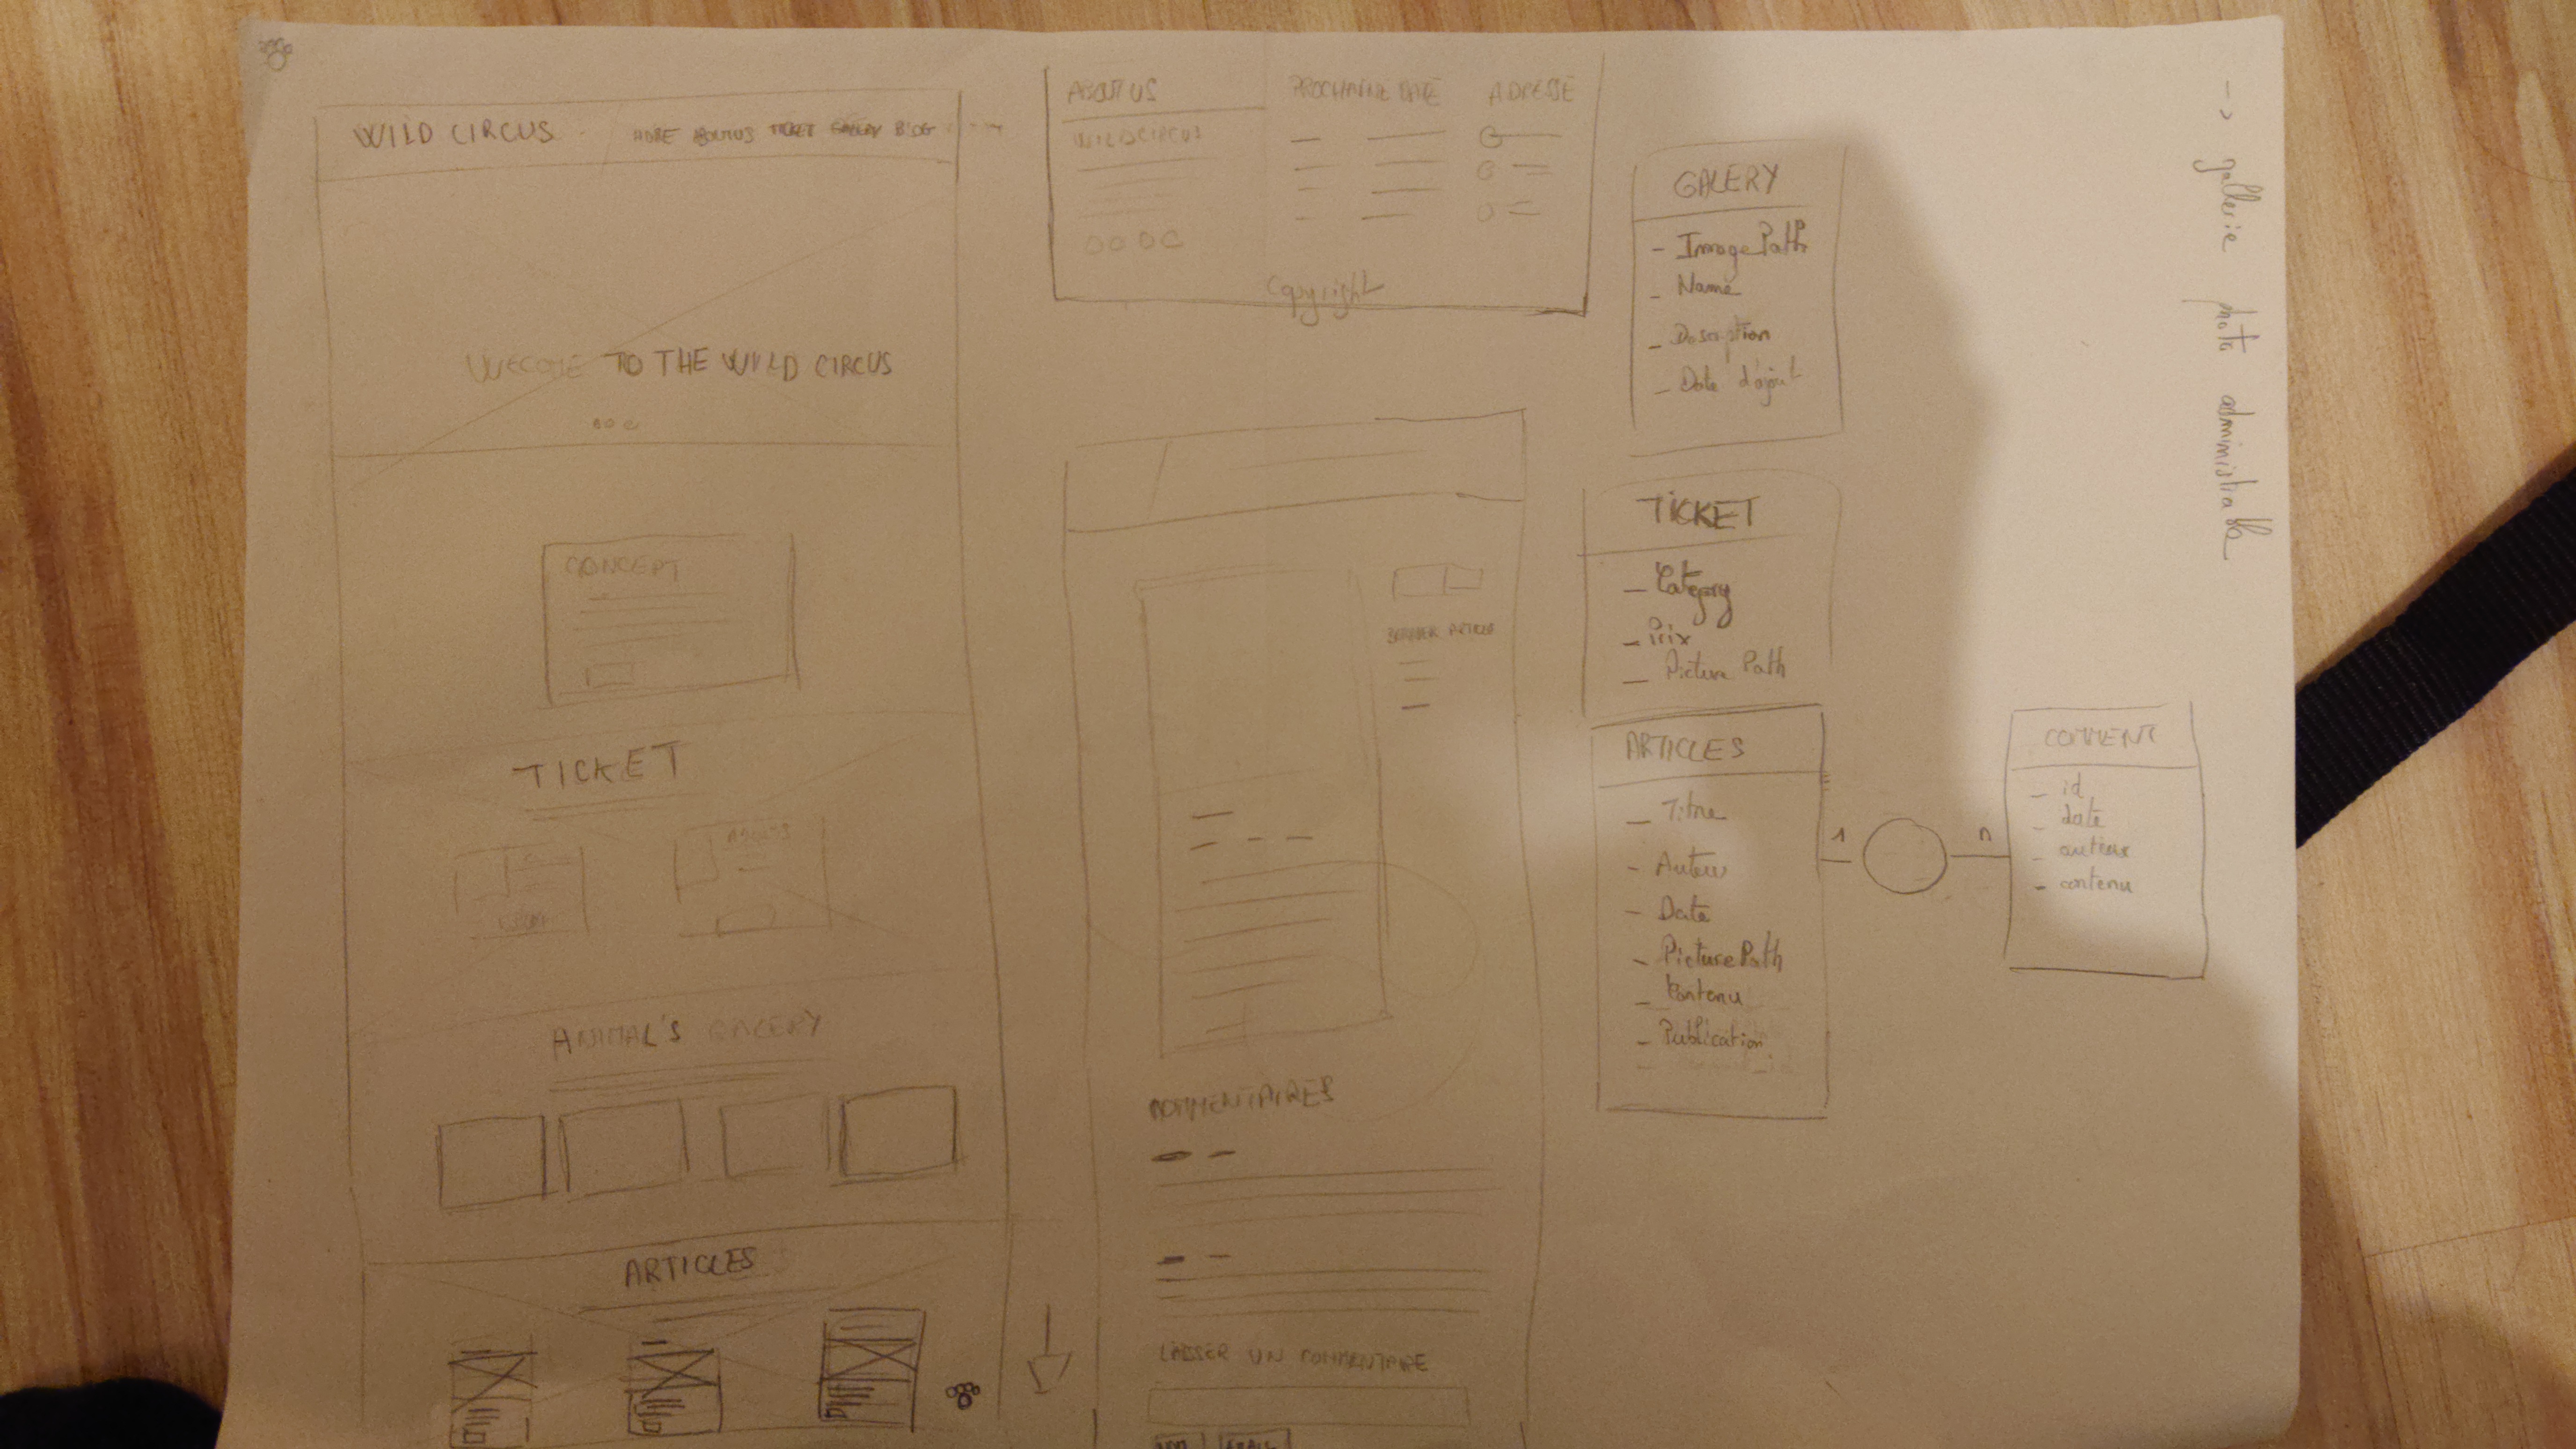 WILD CIRCUS
HOME ABOUT US TICKET GALERY BLOG
TO THE WILD CIRCUS
CONCEPT
TICKET
ADULTS
ANIMAL'S GALERY
ARTICLES
ABOUT US
WILD CIRCUS
PROCHAINE DATE
ADRESSE
Copyright
DERNIER ARTICLE
COMMENTAIRES
LAISSER UN COMMENTAIRE
EMAIL
GALERY
- Image Path
- Name
- Description
- Date d'ajout
TICKET
- Category
- Prix
- Picture Path
ARTICLES
- Titre
- Auteur
- Date
- Picture Path
- Contenu
- Publication
1
n
COMMENT
- id
- date
- auteur
- contenu
-> gallerie photo administrable